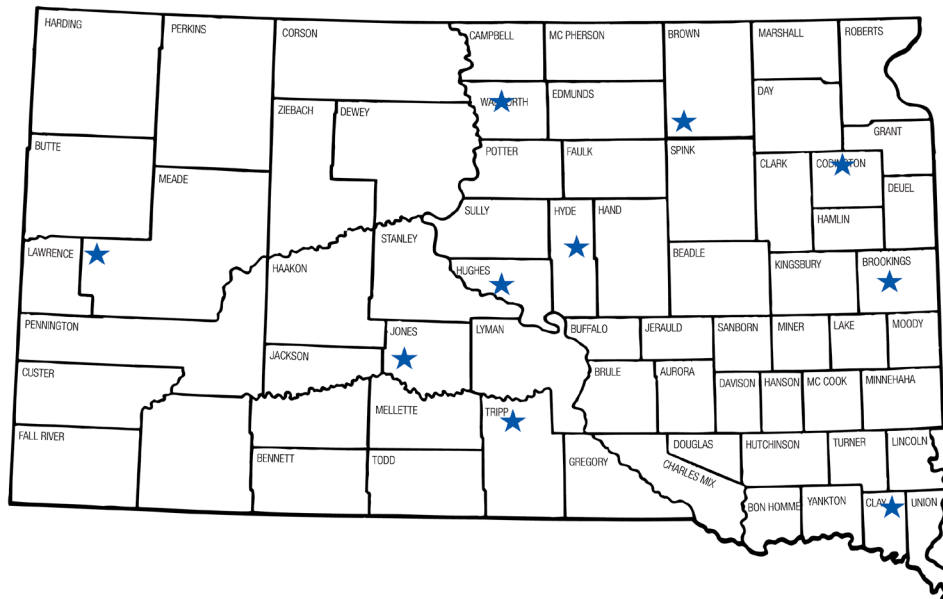 HARDING
PERKINS
CORSON
CAMPBELL
MC PHERSON
BROWN
MARSHALL
ROBERTS
ZIEBACH
DEWEY
WALWORTH
EDMUNDS
DAY
GRANT
BUTTE
MEADE
POTTER
FAULK
SPINK
CLARK
CODINGTON
DEUEL
HAMLIN
SULLY
HYDE
HAND
LAWRENCE
STANLEY
HAAKON
HUGHES
BEADLE
KINGSBURY
BROOKINGS
PENNINGTON
JONES
LYMAN
BUFFALO
JERAULD
SANBORN
MINER
LAKE
MOODY
JACKSON
CUSTER
BRULE
AURORA
DAVISON
HANSON
MC COOK
MINNEHAHA
MELLETTE
TRIPP
FALL RIVER
BENNETT
TODD
GREGORY
CHARLES MIX
DOUGLAS
HUTCHINSON
TURNER
LINCOLN
BON HOMME
YANKTON
CLAY
UNION